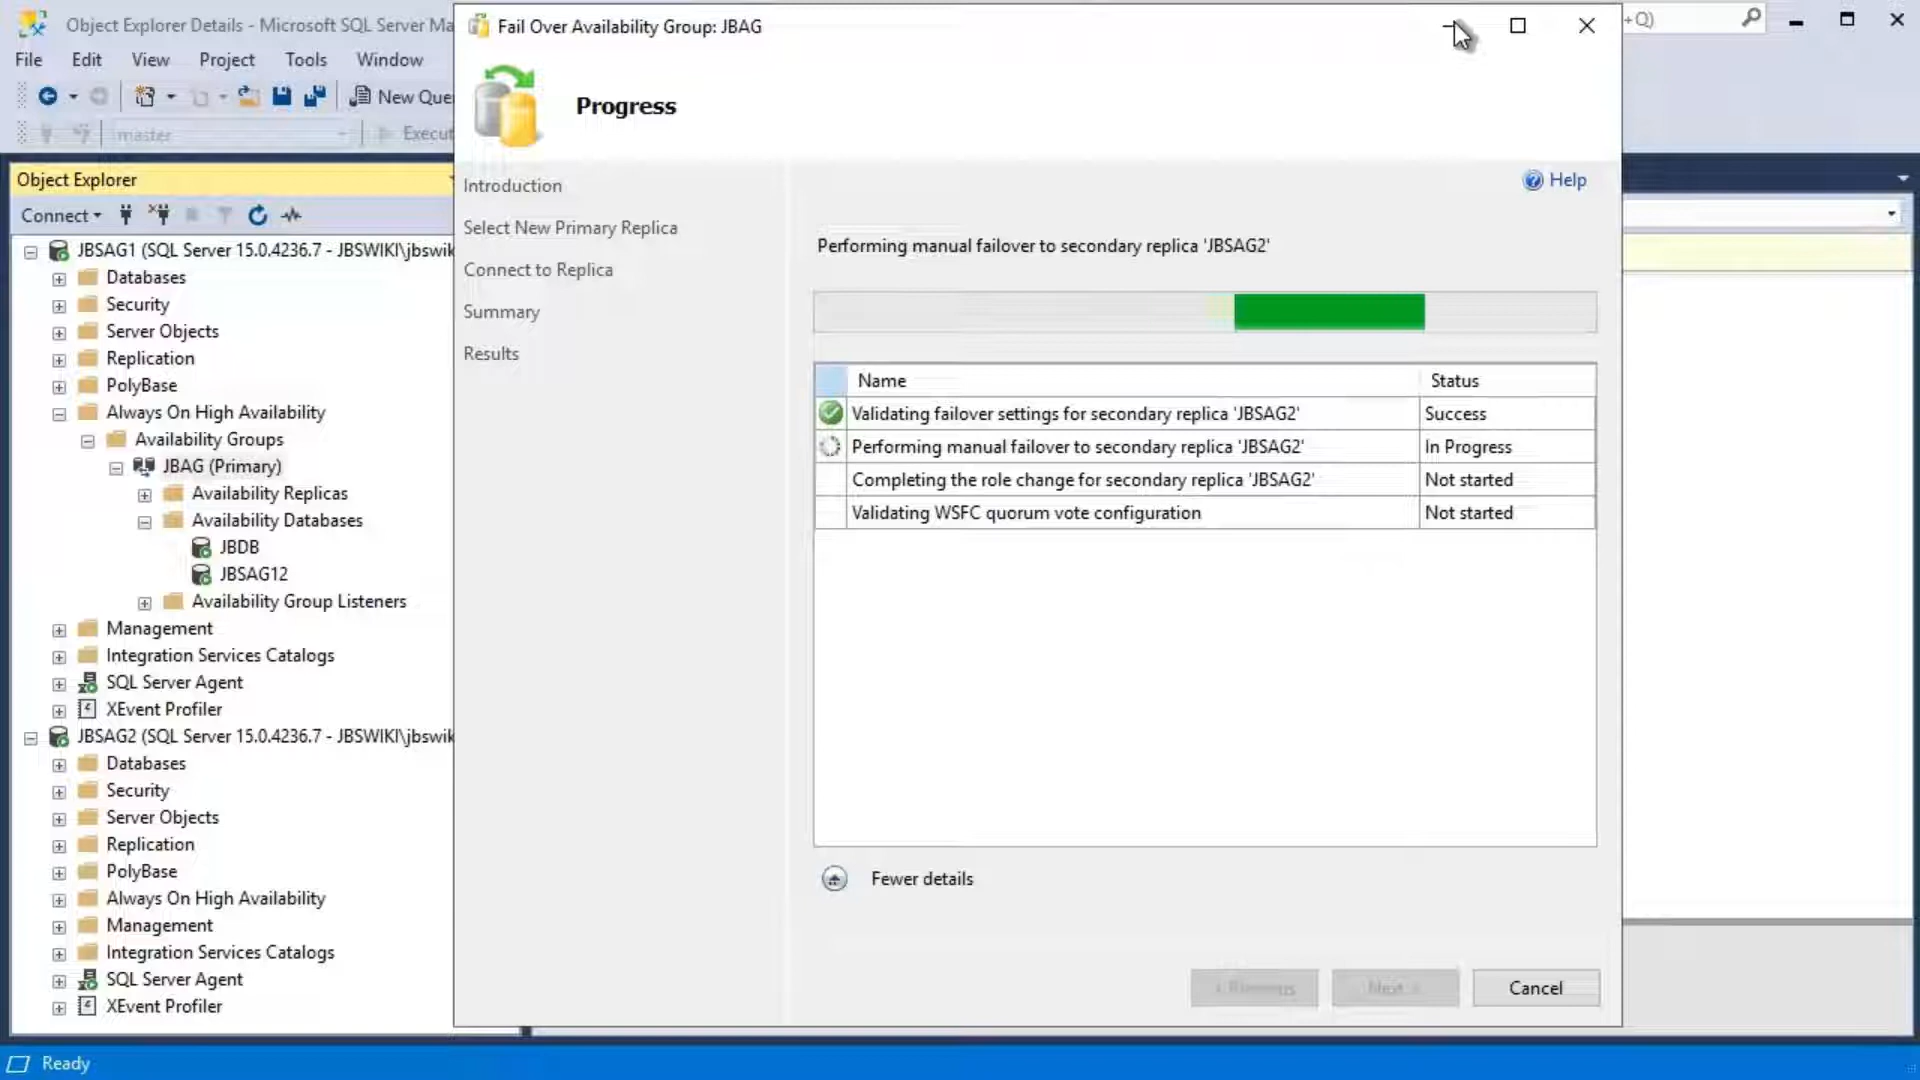 Object Explorer Details - Microsoft SQL Server Ma
Fail Over Availability Group: JBAG
+Q)
File Edit View Project Tools Window
New Que
master
Execut
Progress
Object Explorer
Connect
JBSAG1 (SQL Server 15.0.4236.7 - JBSWIKI\jbswik
Databases
Security
Server Objects
Replication
PolyBase
Always On High Availability
Availability Groups
JBAG (Primary)
Availability Replicas
Availability Databases
JBDB
JBSAG12
Availability Group Listeners
Management
Integration Services Catalogs
SQL Server Agent
XEvent Profiler
JBSAG2 (SQL Server 15.0.4236.7 - JBSWIKI\jbswik
Databases
Security
Server Objects
Replication
PolyBase
Always On High Availability
Management
Integration Services Catalogs
SQL Server Agent
XEvent Profiler
Introduction
Select New Primary Replica
Connect to Replica
Summary
Results
Help
Performing manual failover to secondary replica 'JBSAG2'
Name Status
Validating failover settings for secondary replica 'JBSAG2' Success
Performing manual failover to secondary replica 'JBSAG2' In Progress
Completing the role change for secondary replica 'JBSAG2' Not started
Validating WSFC quorum vote configuration Not started
Fewer details
< Previous Next > Cancel
Ready